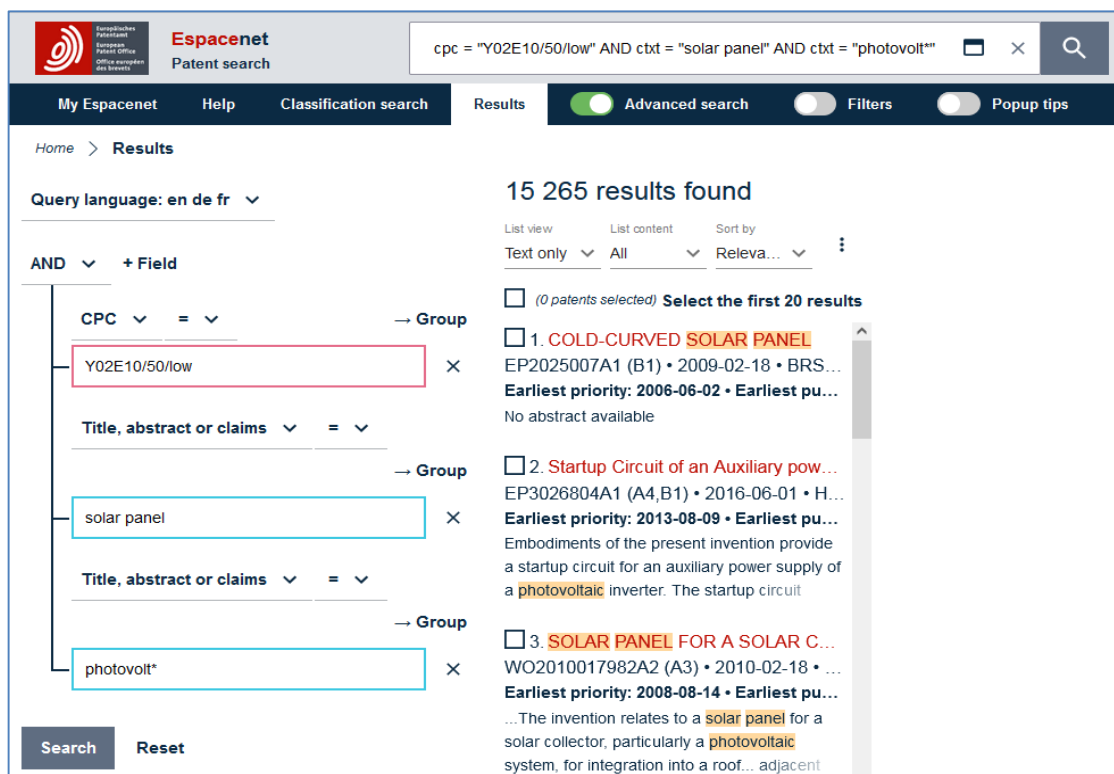 Europäisches
Patentamt
European
Patent Office
Office européen
des brevets
Espacenet
Patent search
cpc = "Y02E10/50/low" AND ctxt = "solar panel" AND ctxt = "photovolt*"
My Espacenet Help Classification search Results Advanced search Filters Popup tips
Home > Results
Query language: en de fr
AND + Field
CPC = → Group
Y02E10/50/low
Title, abstract or claims =
→ Group
solar panel
Title, abstract or claims =
→ Group
photovolt*
Search Reset
15 265 results found
List view List content Sort by
Text only All Releva...
(0 patents selected) Select the first 20 results
1. COLD-CURVED SOLAR PANEL
EP2025007A1 (B1) • 2009-02-18 • BRS...
Earliest priority: 2006-06-02 • Earliest pu...
No abstract available
2. Startup Circuit of an Auxiliary pow...
EP3026804A1 (A4,B1) • 2016-06-01 • H...
Earliest priority: 2013-08-09 • Earliest pu...
Embodiments of the present invention provide
a startup circuit for an auxiliary power supply of
a photovoltaic inverter. The startup circuit
3. SOLAR PANEL FOR A SOLAR C...
WO2010017982A2 (A3) • 2010-02-18 • ...
Earliest priority: 2008-08-14 • Earliest pu...
...The invention relates to a solar panel for a
solar collector, particularly a photovoltaic
system, for integration into a roof... adjacent